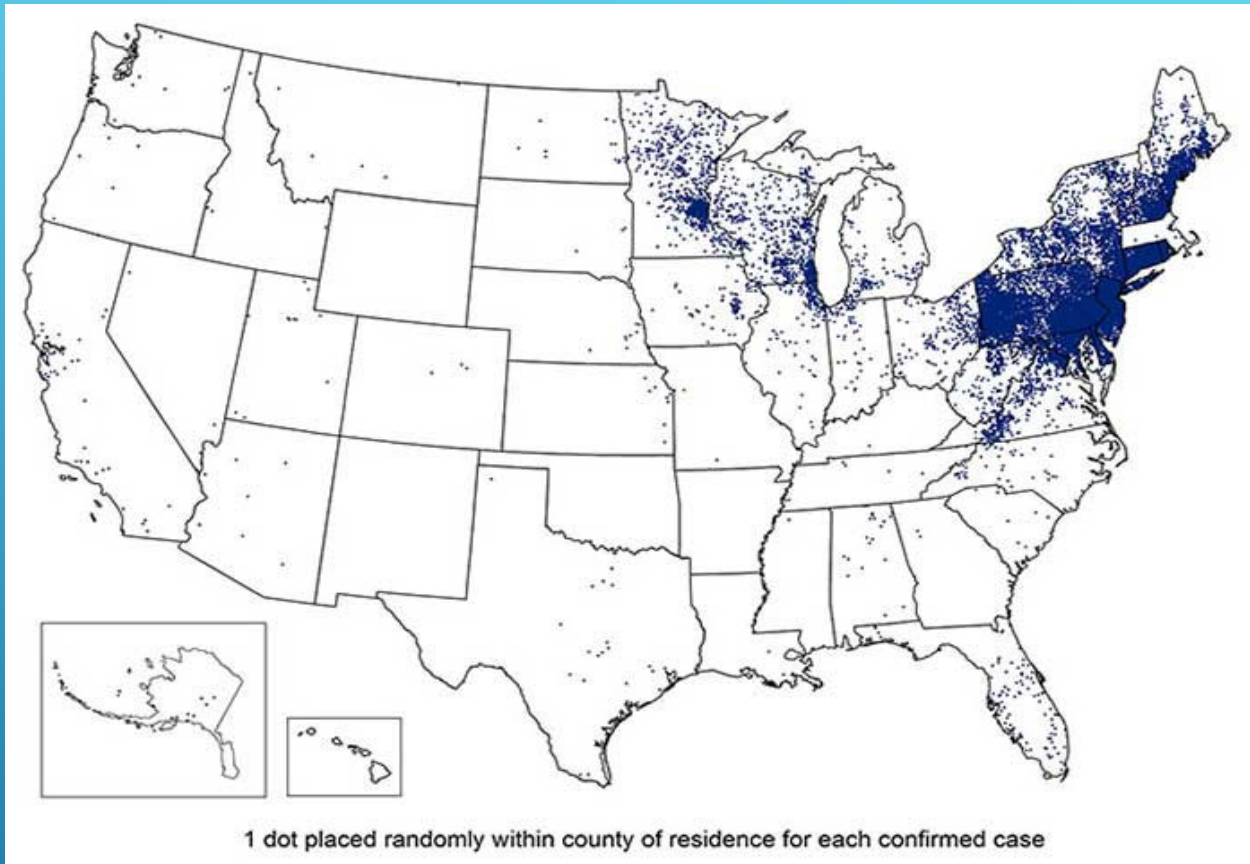 1 dot placed randomly within county of residence for each confirmed case